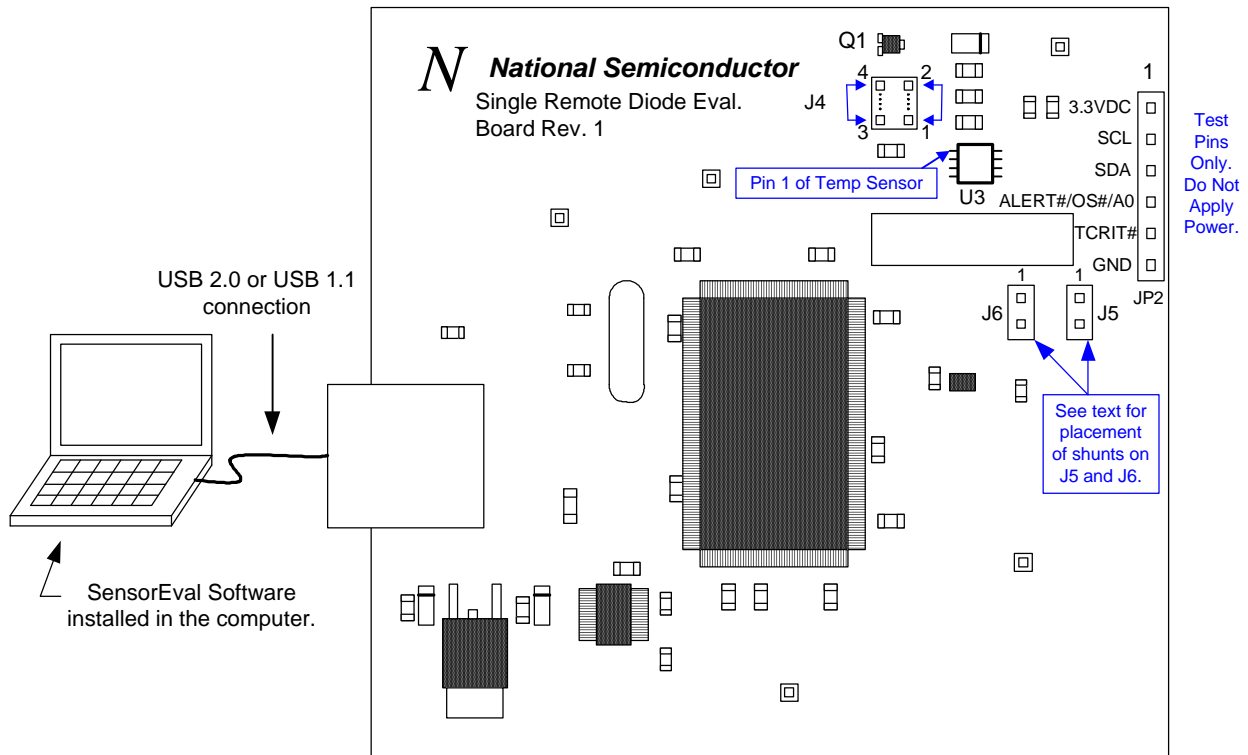 N National Semiconductor
Single Remote Diode Eval.
Board Rev. 1
Q1
J4
4 2
3 1
Pin 1 of Temp Sensor
U3
1
3.3VDC
SCL
SDA
ALERT#/OS#/A0
TCRIT#
GND
JP2
Test
Pins
Only.
Do Not
Apply
Power.
1 1
J6 J5
See text for
placement
of shunts on
J5 and J6.
USB 2.0 or USB 1.1
connection
SensorEval Software
installed in the computer.